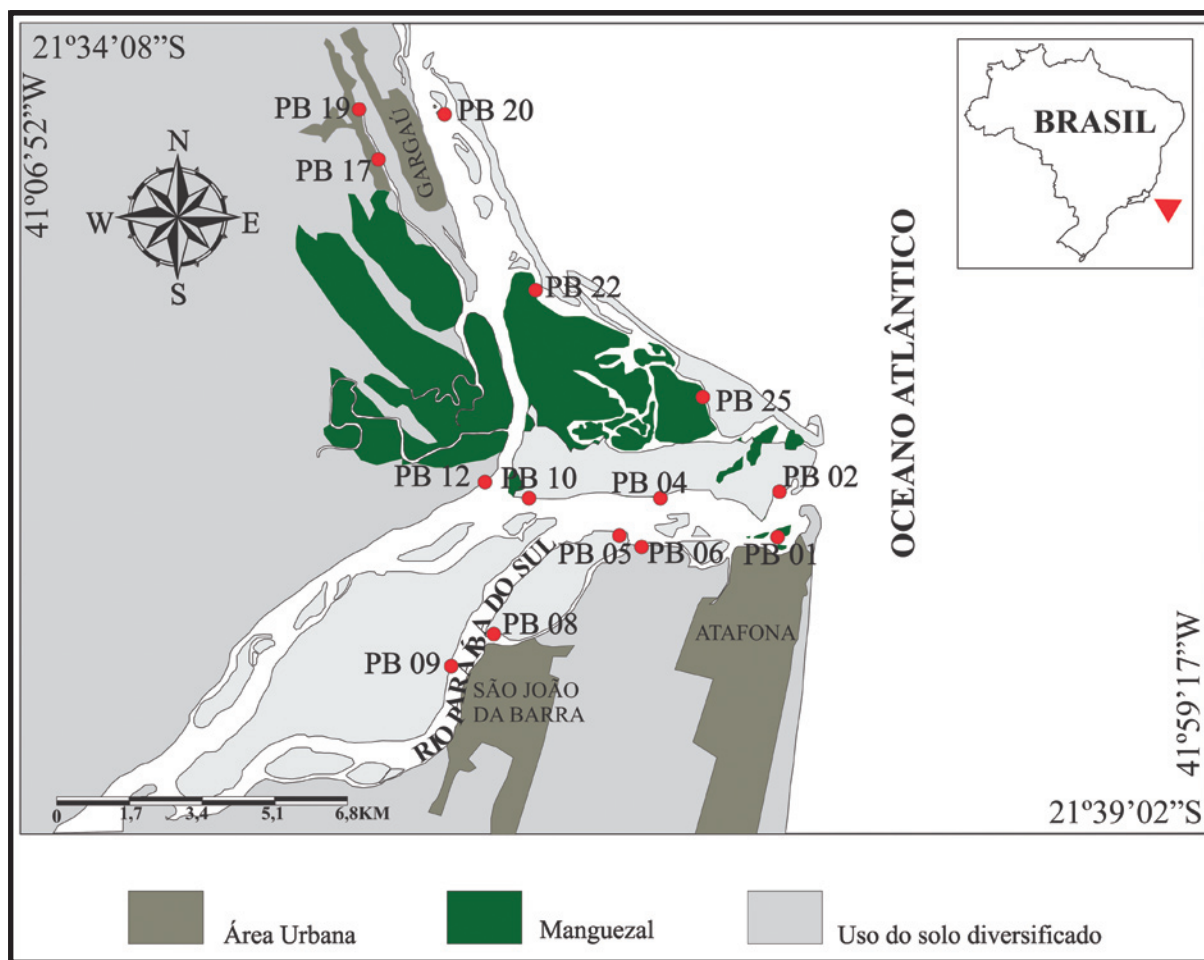 21º34’08”S
41º06’52”W
PB 19
PB 20
GARGAÚ
PB 17
N
W
E
S
BRASIL
PB 22
OCEANO ATLÂNTICO
PB 25
PB 12
PB 10
PB 04
PB 02
PB 05
PB 06
PB 01
RIO PARAÍBA DO SUL
PB 08
ATAFONA
PB 09
SÃO JOÃO
DA BARRA
41º59’17”W
21º39’02”S
0
1,7
3,4
5,1
6,8KM
Área Urbana
Manguezal
Uso do solo diversificado